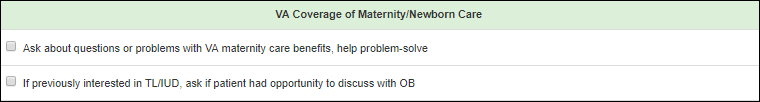 VA Coverage of Maternity/Newborn Care
Ask about questions or problems with VA maternity care benefits, help problem-solve
If previously interested in TL/IUD, ask if patient had opportunity to discuss with OB